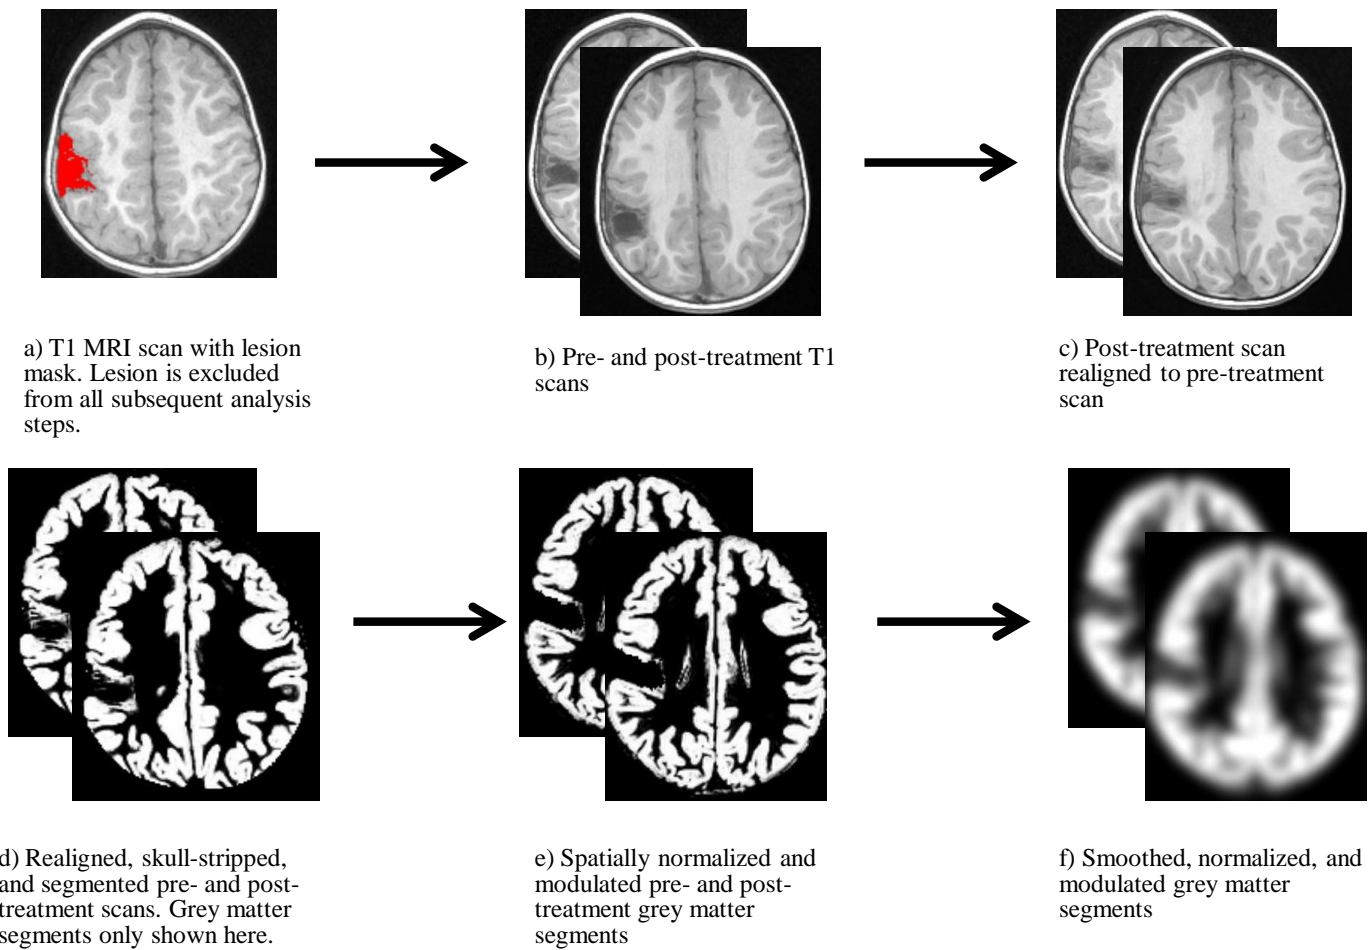 a) T1 MRI scan with lesion
mask. Lesion is excluded
from all subsequent analysis
steps.
b) Pre- and post-treatment T1
scans
c) Post-treatment scan
realigned to pre-treatment
scan
d) Realigned, skull-stripped,
and segmented pre- and post-
treatment scans. Grey matter
segments only shown here.
e) Spatially normalized and
modulated pre- and post-
treatment grey matter
segments
f) Smoothed, normalized, and
modulated grey matter
segments